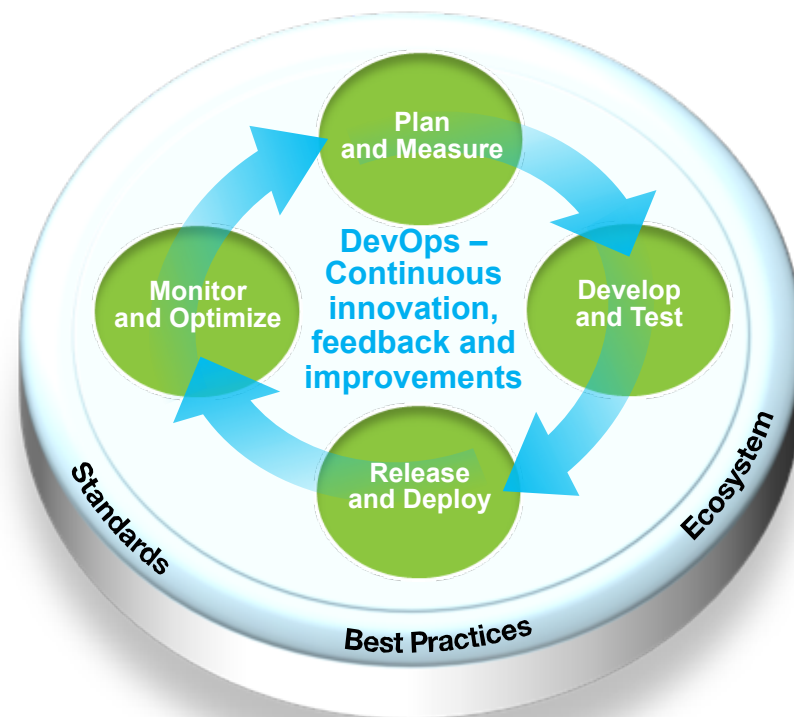 Plan
and Measure
DevOps –
Continuous
innovation,
feedback and
improvements
Monitor
and Optimize
Develop
and Test
Release
and Deploy
Standards
Best Practices
Ecosystem